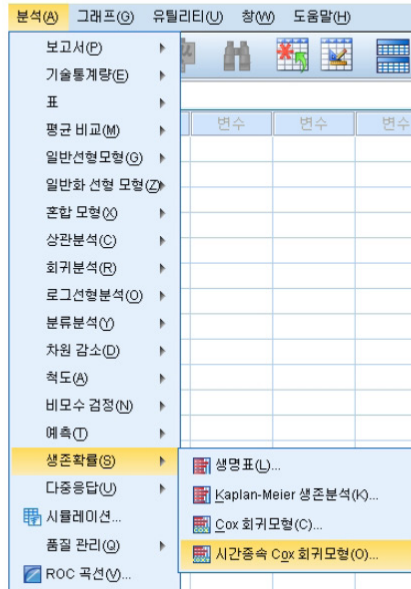 분석(A) 그래프(G) 유틸리티(U) 창(W) 도움말(H)
보고서(P)
기술통계량(E)
표
평균 비교(M)
일반선형모형(G)
일반화 선형 모형(Z)
혼합 모형(X)
상관분석(C)
회귀분석(R)
로그선형분석(O)
분류분석(Y)
차원 감소(D)
척도(A)
비모수 검정(N)
예측(T)
생존확률(S)
다중응답(U)
시뮬레이션...
품질 관리(Q)
ROC 곡선(V)...
변수 변수 변수
생명표(L)...
Kaplan-Meier 생존분석(K)...
Cox 회귀모형(C)...
시간종속 Cox 회귀모형(O)...